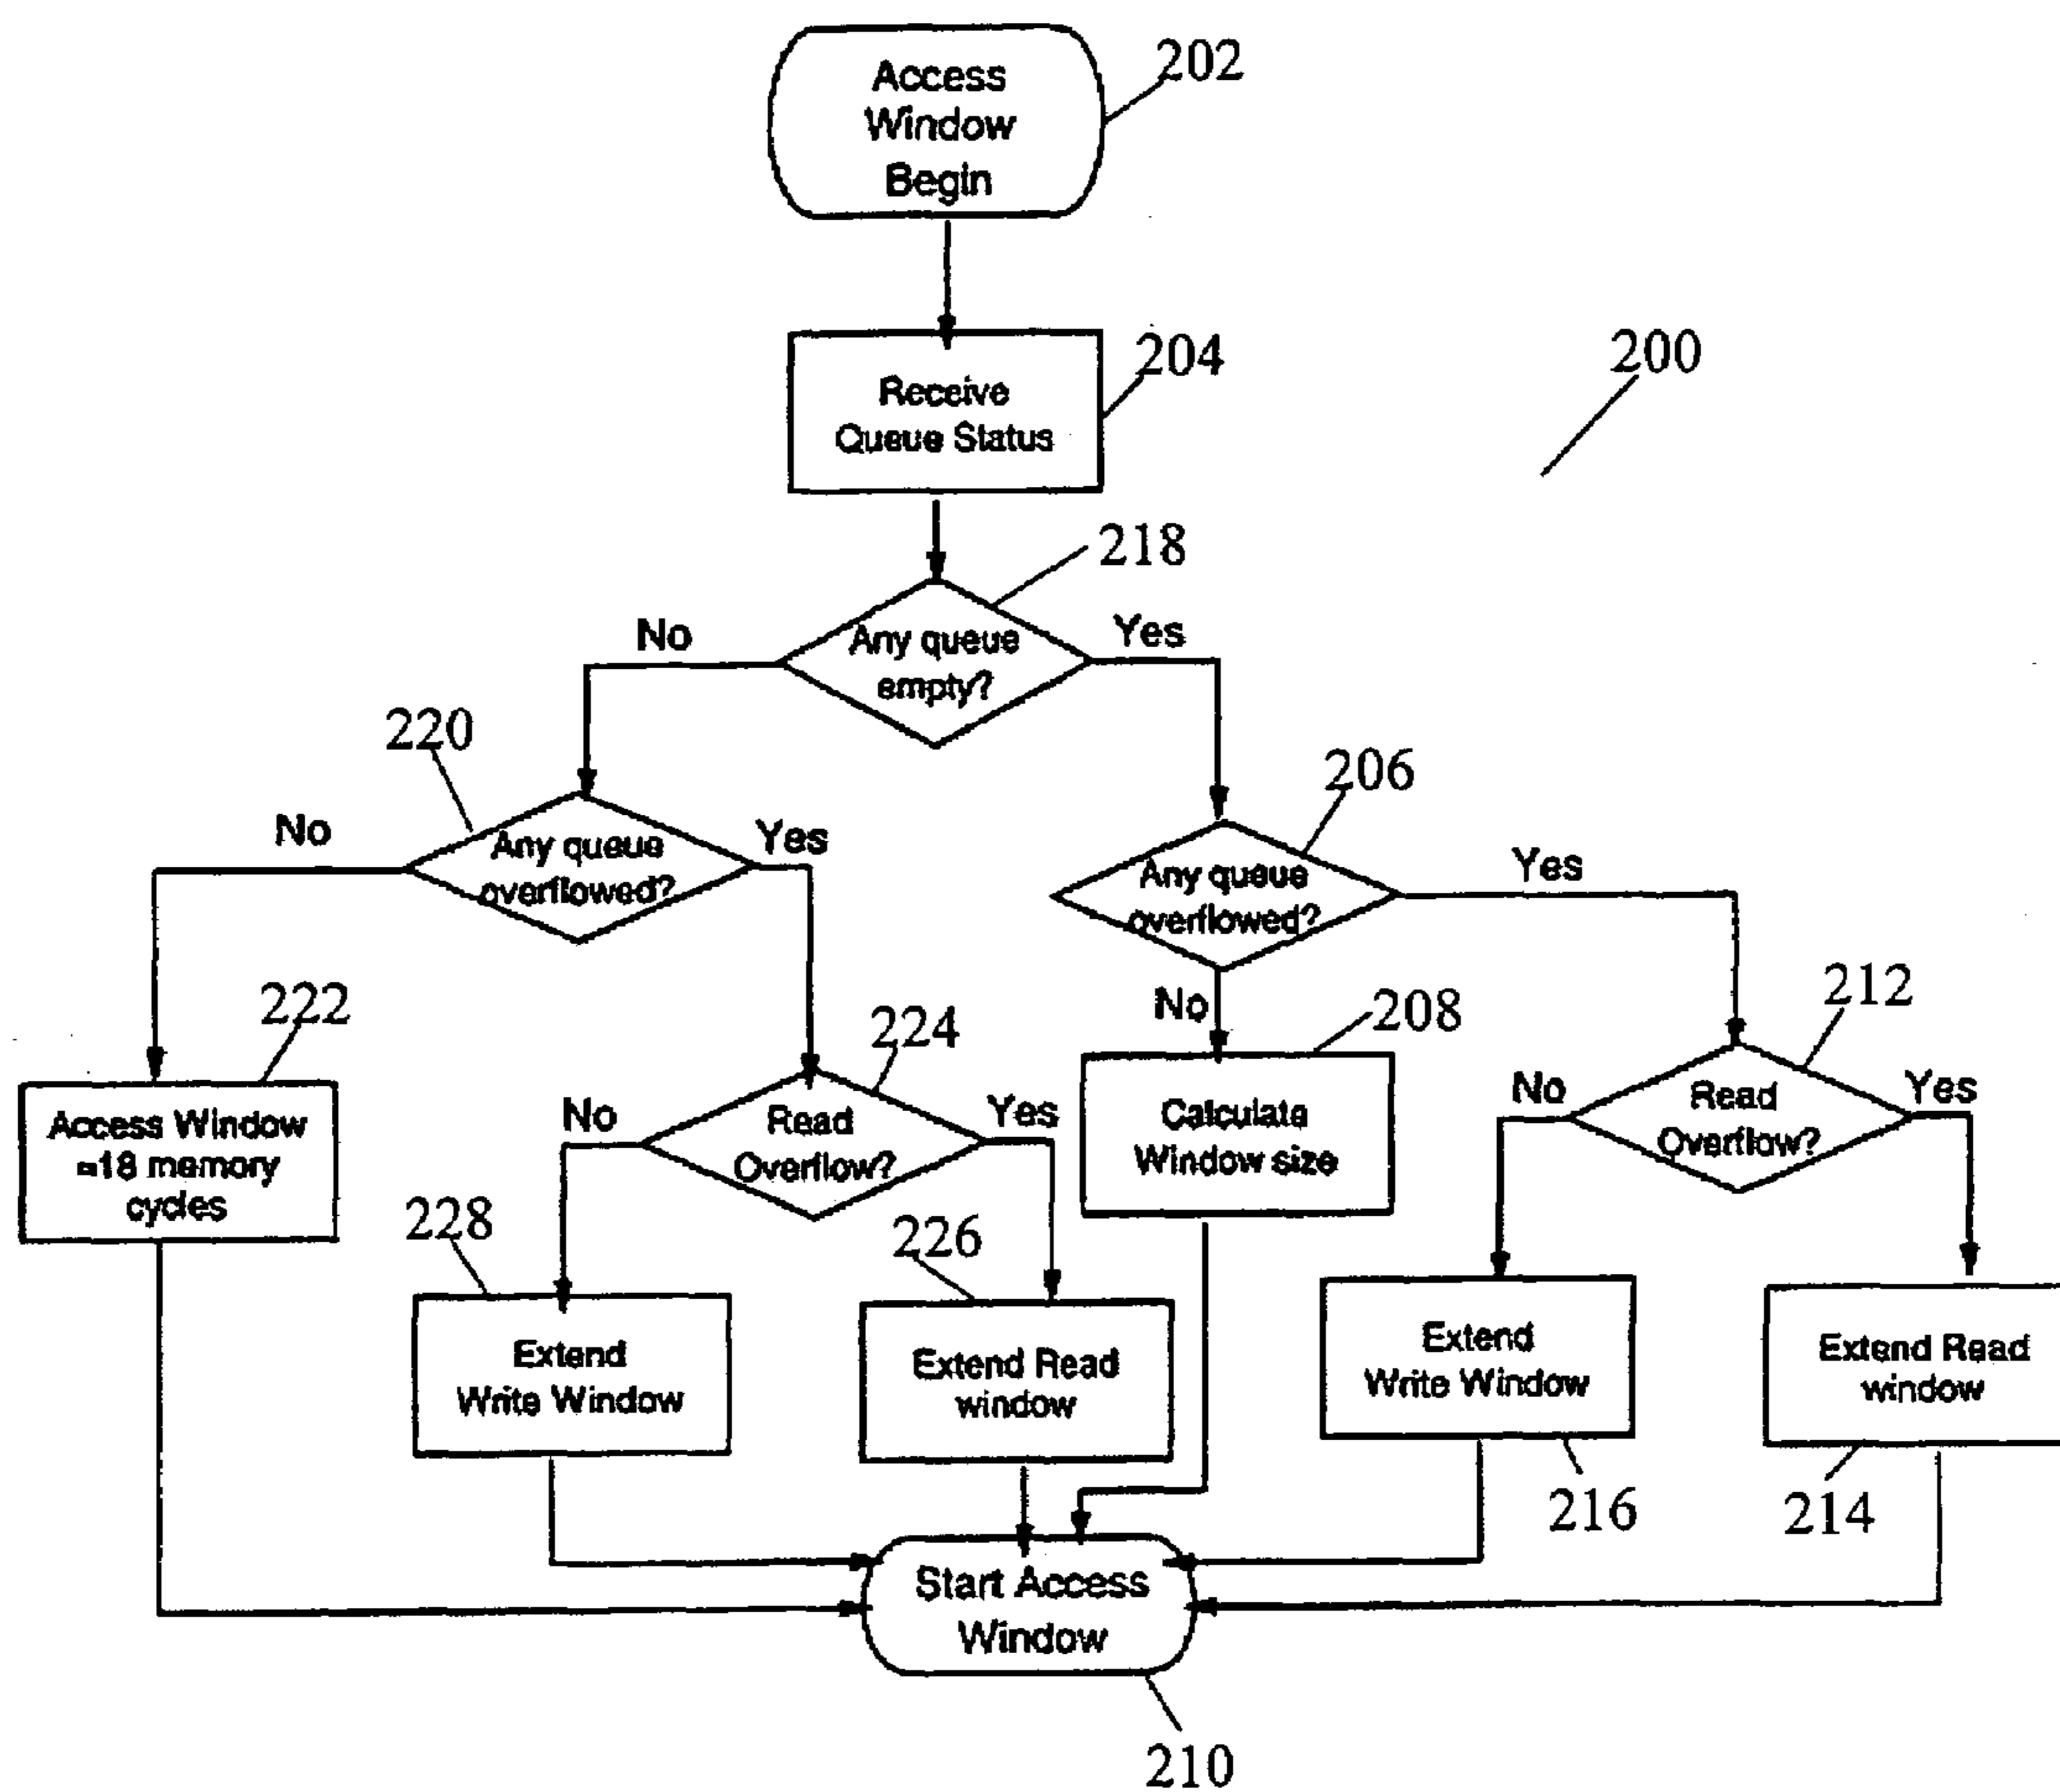 Access
Window
Begin
202
Receive
Queue Status
204
200
Any queue
empty?
218
No
Yes
220
Any queue
overflowed?
No
Yes
206
Any queue
overflowed?
Yes
No
222
Access Window
=18 memory
cycles
224
Read
Overflow?
No
Yes
208
Calculate
Window size
212
Read
Overflow?
No
Yes
228
Extend
Write Window
226
Extend Read
window
Extend
Write Window
216
Extend Read
window
214
Start Access
Window
210